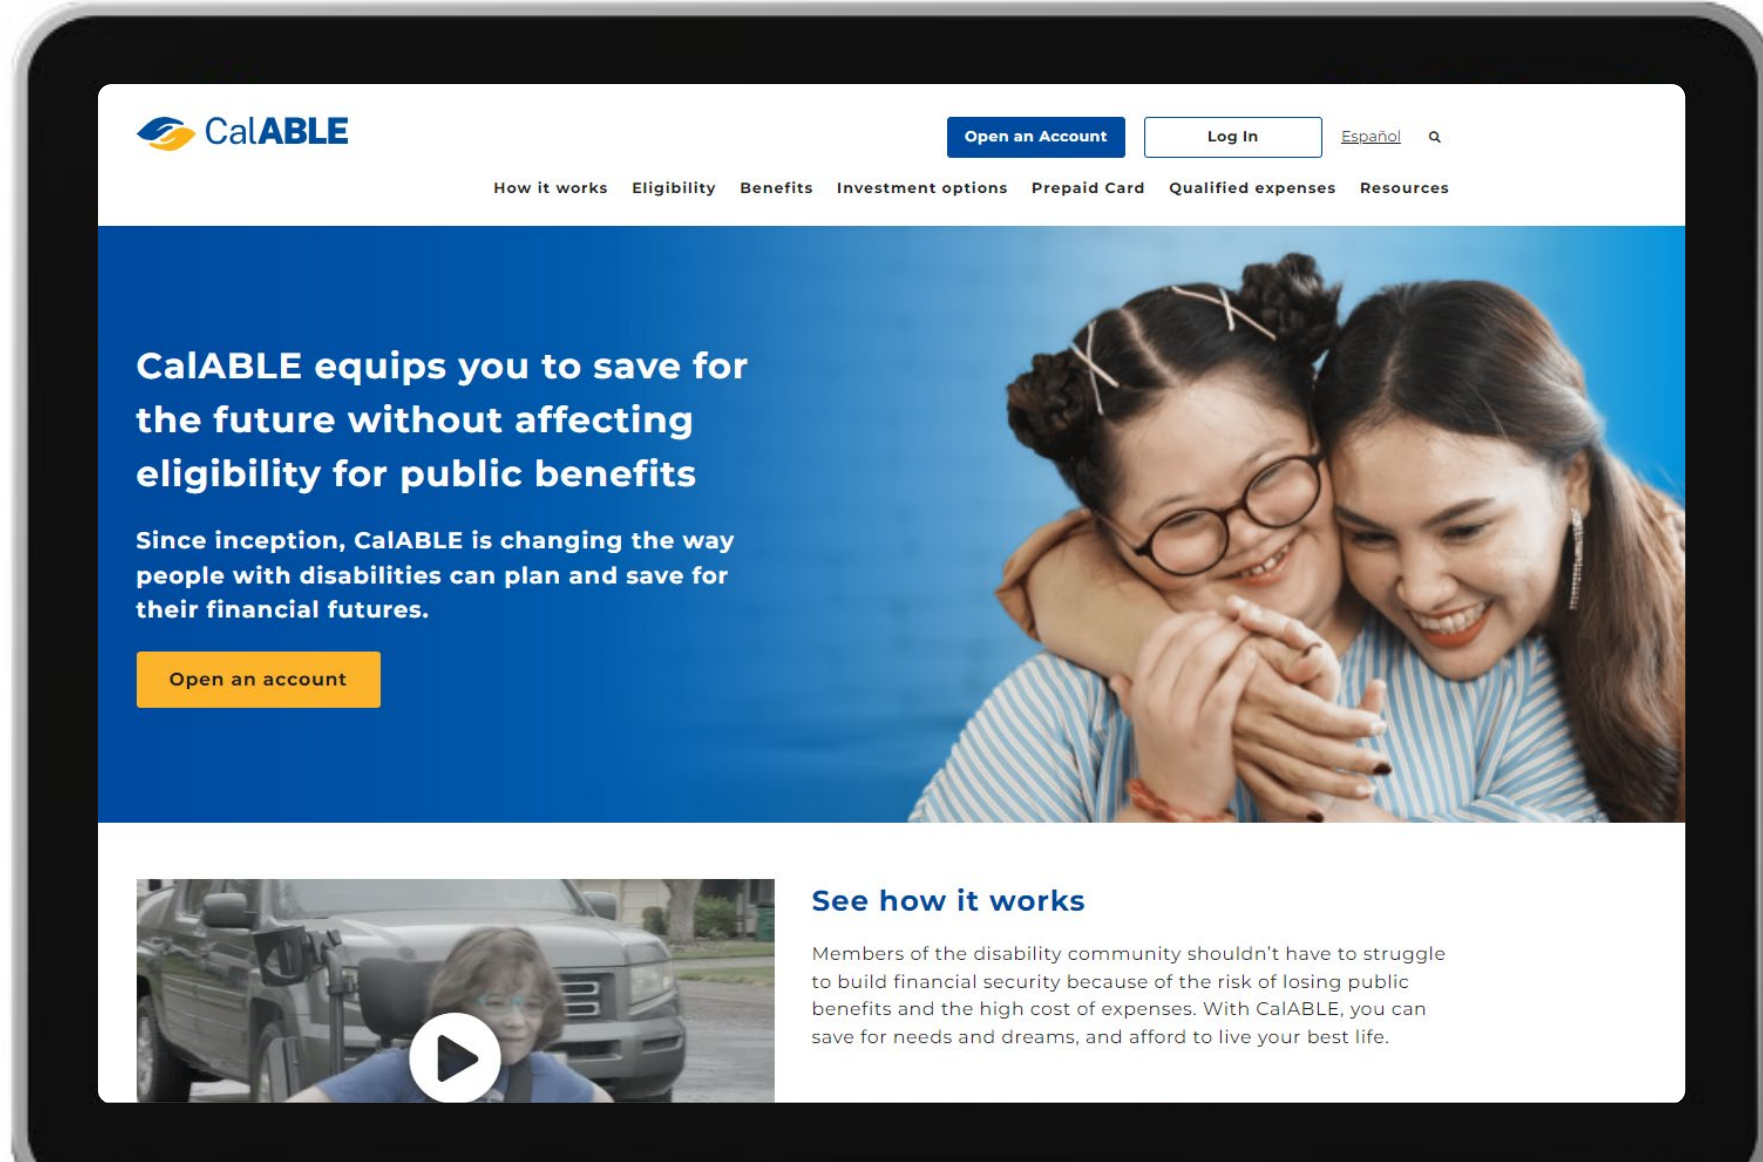 CalABLE
Open an Account
Log In
Español
How it works
Eligibility
Benefits
Investment options
Prepaid Card
Qualified expenses
Resources
CalABLE equips you to save for
the future without affecting
eligibility for public benefits
Since inception, CalABLE is changing the way
people with disabilities can plan and save for
their financial futures.
Open an account
See how it works
Members of the disability community shouldn't have to struggle
to build financial security because of the risk of losing public
benefits and the high cost of expenses. With CalABLE, you can
save for needs and dreams, and afford to live your best life.